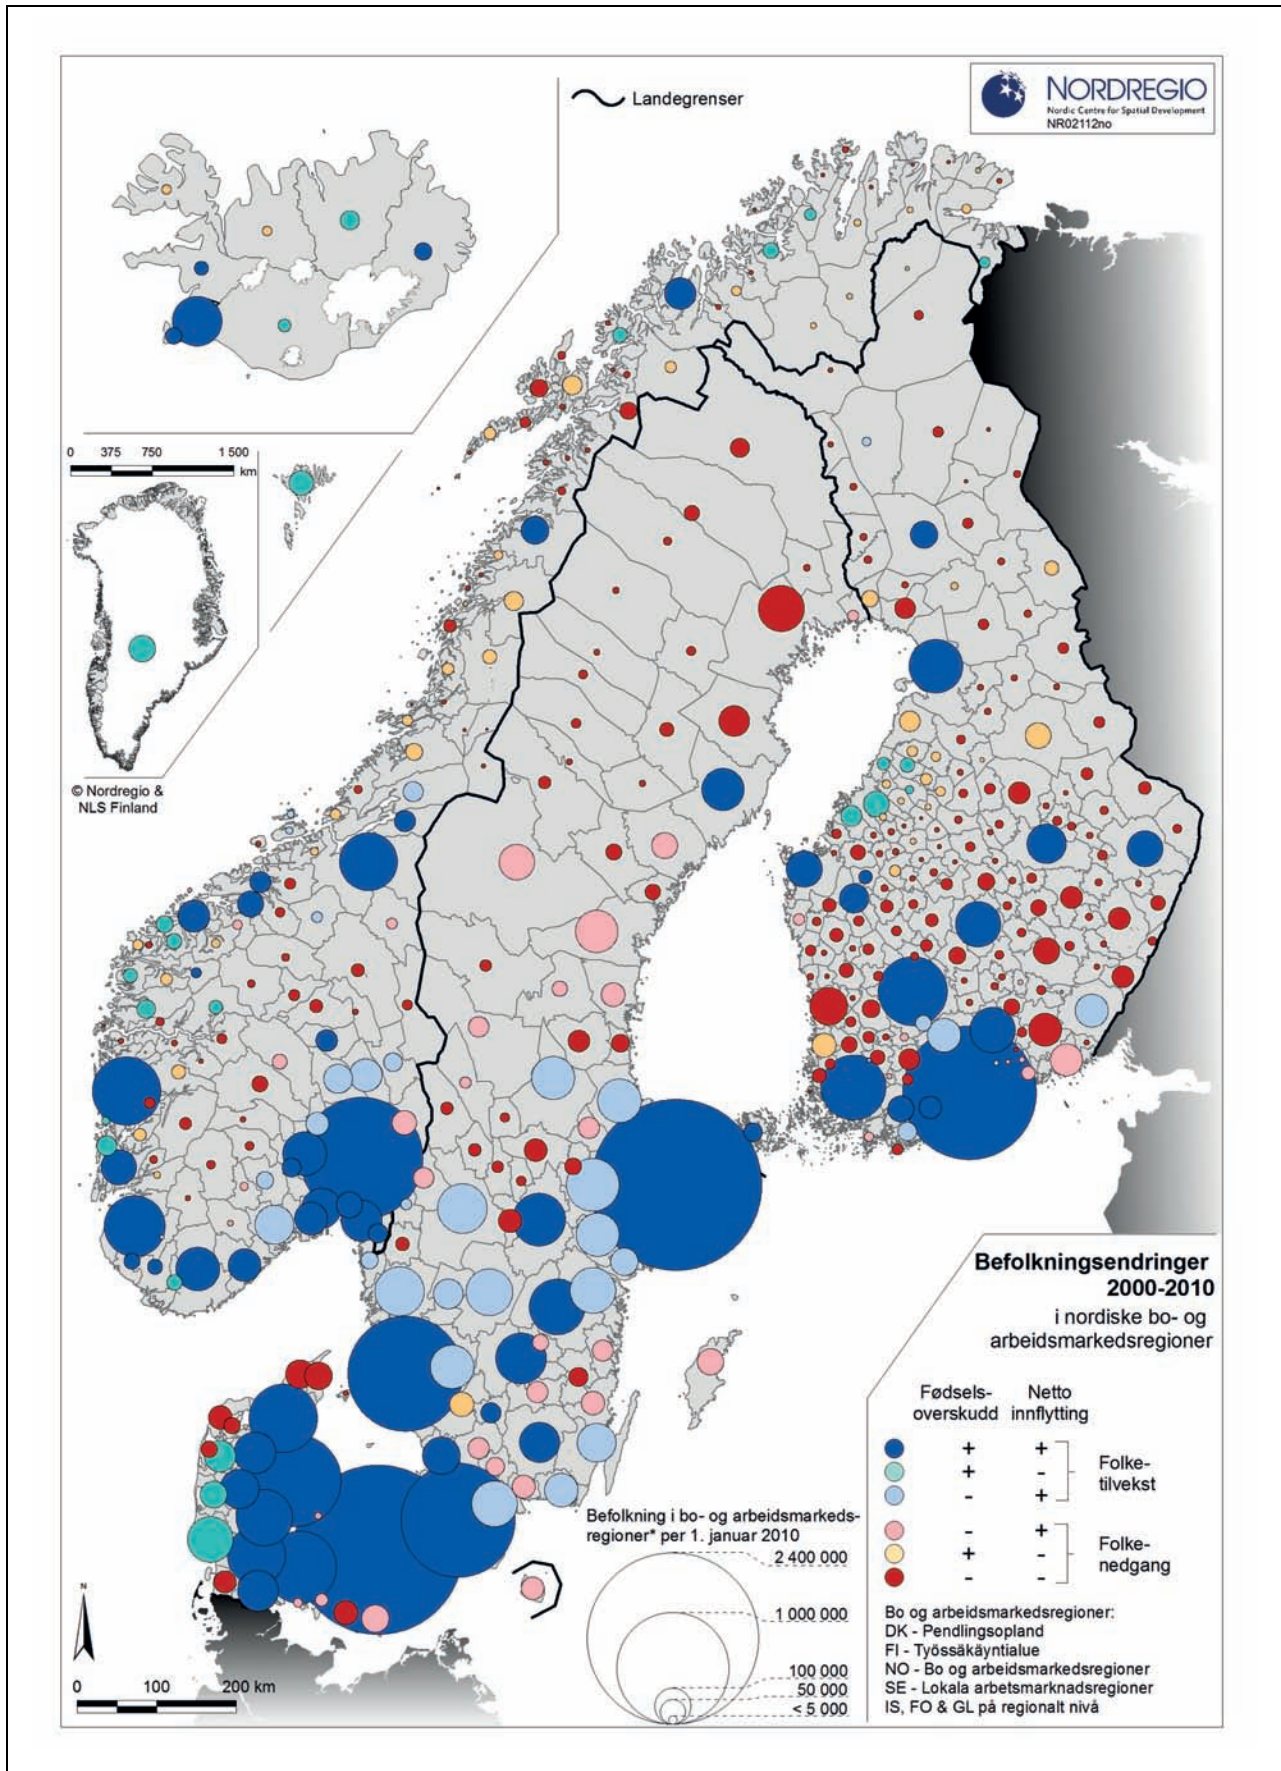 Landegrenser
NORDREGIO
Nordic Centre for Spatial Development
NR02112no
0 375 750 1 500
km
© Nordregio &
NLS Finland
Befolkningsendringer
2000-2010
i nordiske bo- og
arbeidsmarkedsregioner
Fødsels-
overskudd
Netto
innflytting
+ +
+ -
- +
Folke-
tilvekst
- +
+ -
- -
Folke-
nedgang
Befolkning i bo- og arbeidsmarkeds-
regioner* per 1. januar 2010
2 400 000
1 000 000
100 000
50 000
< 5 000
Bo og arbeidsmarkedsregioner:
DK - Pendlingsopland
FI - Työssäkäyntialue
NO - Bo og arbeidsmarkedsregioner
SE - Lokala arbetsmarknadsregioner
IS, FO & GL på regionalt nivå
N
0 100 200 km